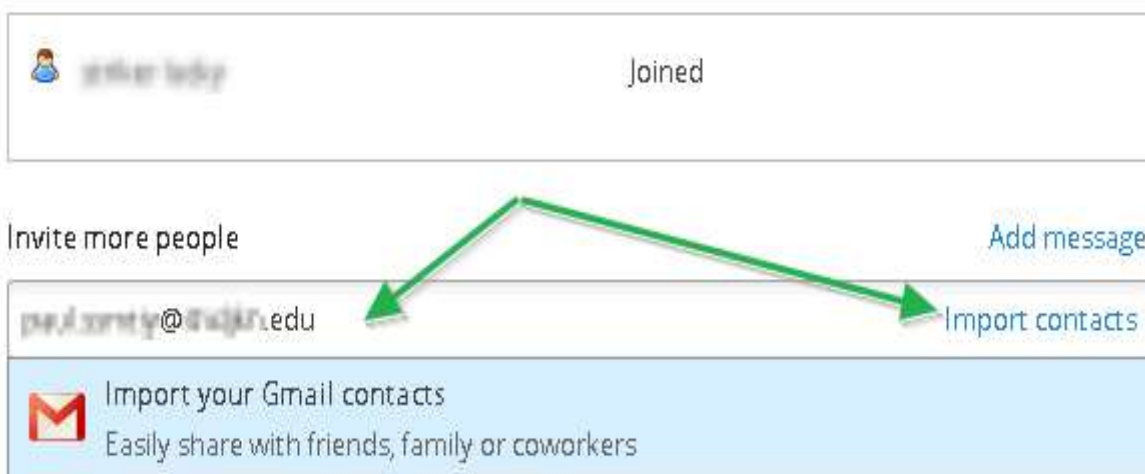 Joined
Invite more people Add message
@ .edu Import contacts
Import your Gmail contacts
Easily share with friends, family or coworkers